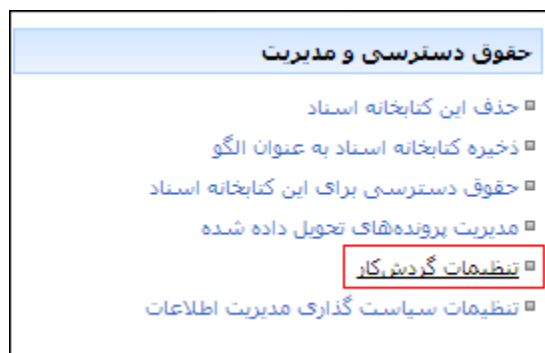 حقوق دسترسی و مدیریت
حذف این کتابخانه اسناد
ذخیره کتابخانه اسناد به عنوان الگو
حقوق دسترسی برای این کتابخانه اسناد
مدیریت پرونده‌های تحویل داده شده
تنظیمات گردش‌کار
تنظیمات سیاست گذاری مدیریت اطلاعات